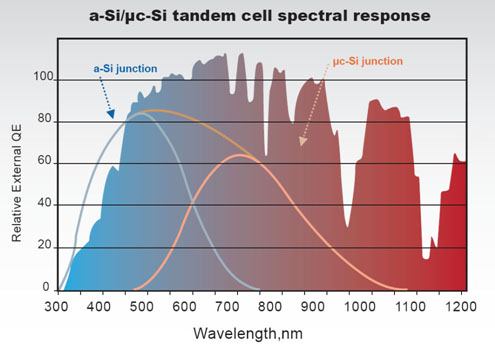 a-Si/μc-Si tandem cell spectral response
a-Si junction
μc-Si junction
Relative External QE
100
80
60
40
20
0
300 400 500 600 700 800 900 1000 1100 1200
Wavelength,nm